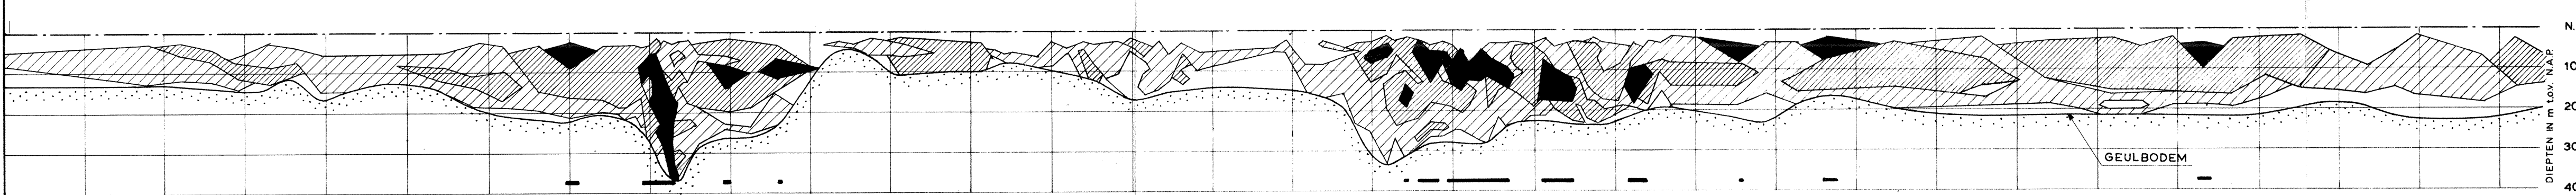 N.
10
20
30
40
DIEPTEN IN m t.o.v. N.A.P.
GEULBODEM